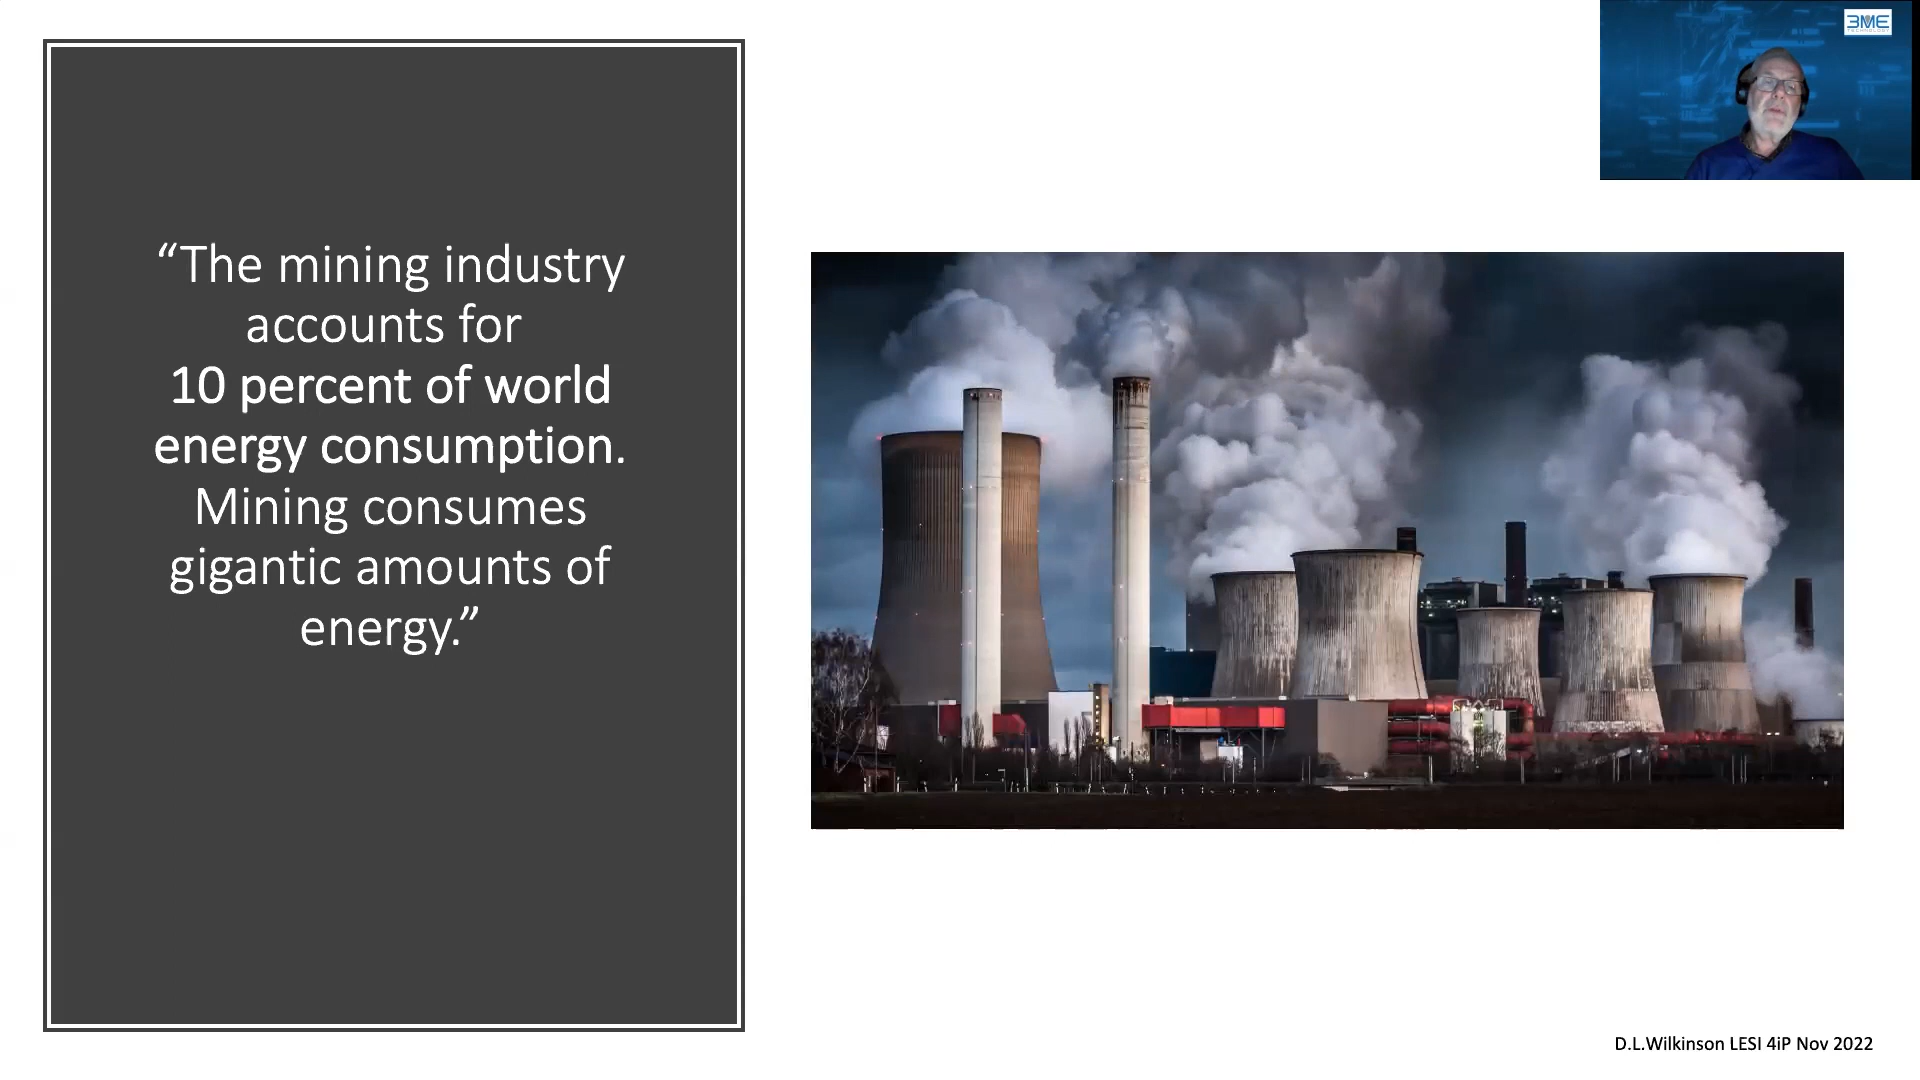 “The mining industry
accounts for
10 percent of world
energy consumption.
Mining consumes
gigantic amounts of
energy.”
3ME
TECHNOLOGY
D.L.Wilkinson LESI 4iP Nov 2022